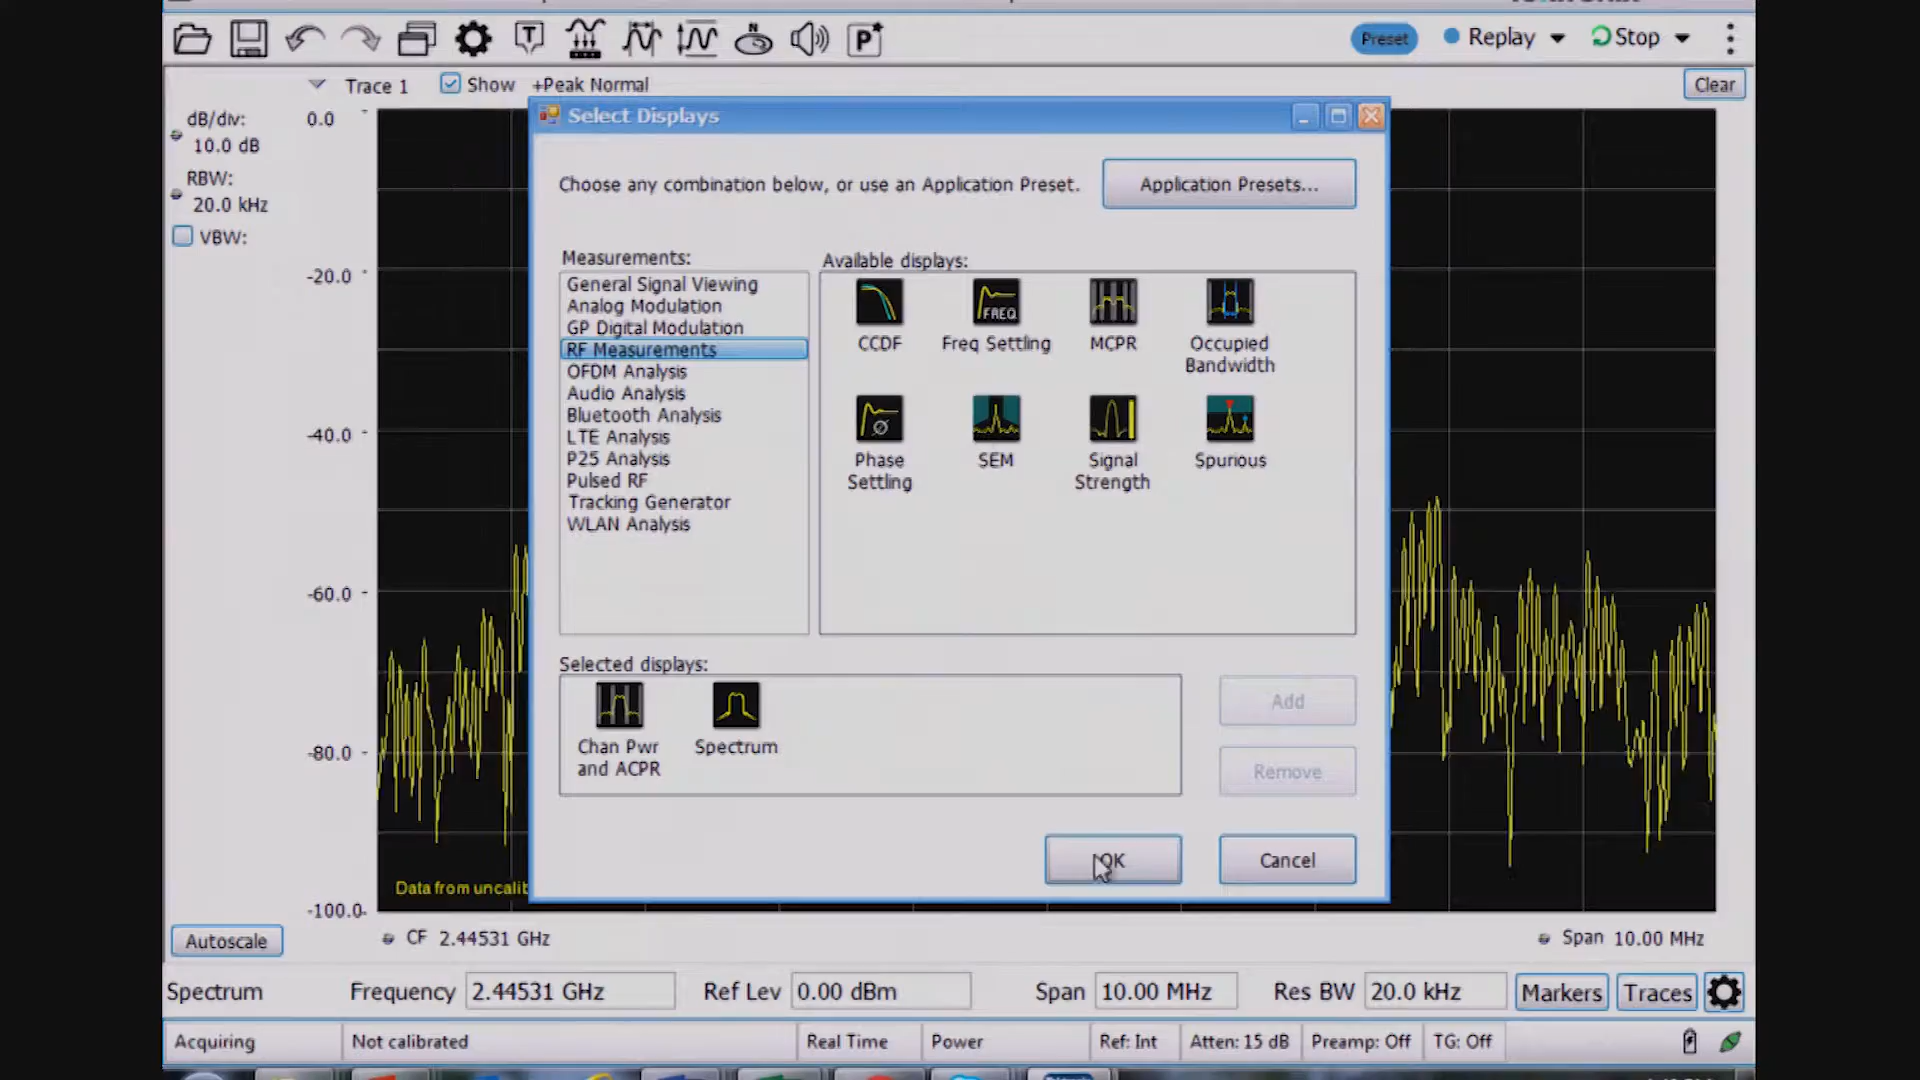 Preset
Replay
Stop
Trace 1
Show
+Peak Normal
Clear
dB/div:
10.0 dB
RBW:
20.0 kHz
VBW:
0.0
-20.0
-40.0
-60.0
-80.0
-100.0
Select Displays
Choose any combination below, or use an Application Preset.
Application Presets...
Measurements:
General Signal Viewing
Analog Modulation
GP Digital Modulation
RF Measurements
OFDM Analysis
Audio Analysis
Bluetooth Analysis
LTE Analysis
P25 Analysis
Pulsed RF
Tracking Generator
WLAN Analysis
Available displays:
CCDF
FREQ
Freq Settling
MCPR
Occupied
Bandwidth
Phase
Settling
SEM
Signal
Strength
Spurious
Selected displays:
Chan Pwr
and ACPR
Spectrum
Add
Remove
OK
Cancel
Data from uncalib
Autoscale
CF 2.44531 GHz
Span 10.00 MHz
Spectrum
Frequency 2.44531 GHz
Ref Lev 0.00 dBm
Span 10.00 MHz
Res BW 20.0 kHz
Markers
Traces
Acquiring
Not calibrated
Real Time
Power
Ref: Int
Atten: 15 dB
Preamp: Off
TG: Off